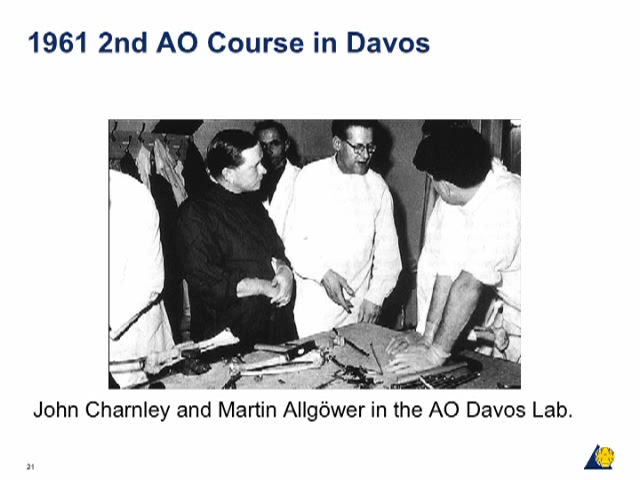 1961 2nd AO Course in Davos
John Charnley and Martin Allgöwer in the AO Davos Lab.
21